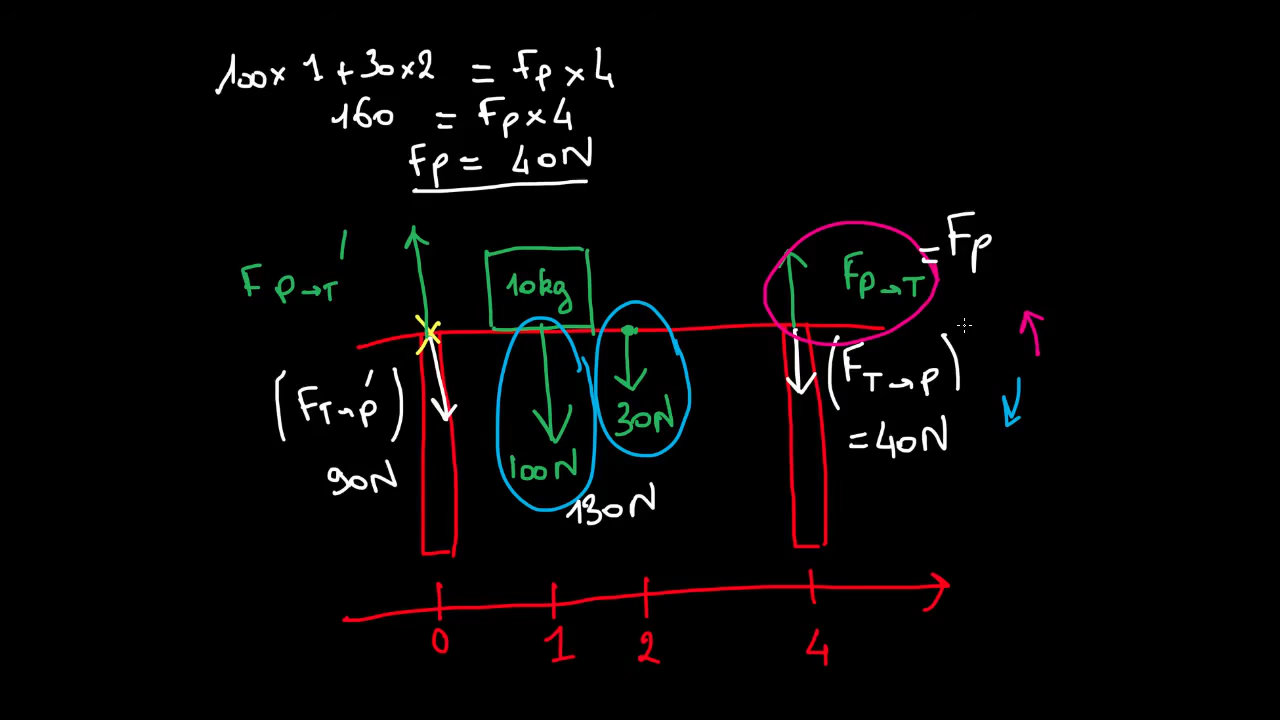 100 x 1 + 30 x 2 = Fp x 4
160 = Fp x 4
Fp = 40N
Fp→T'
10kg
Fp→T
= Fp
(FT→p')
90N
100N
30N
130N
(FT→p)
= 40N
0 1 2 4